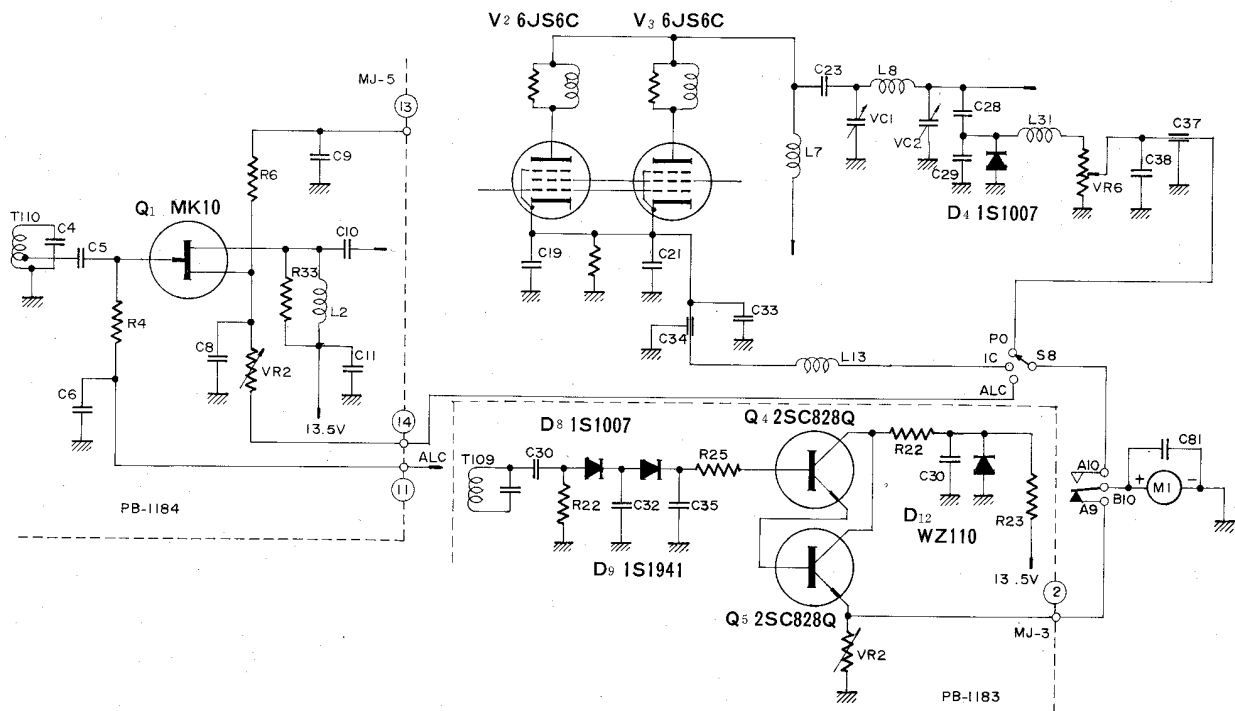 V2 6JS6C
V3 6JS6C
MJ-5
13
C9
R6
T110
C4
C5
Q1 MK10
C10
R33
L2
R4
C8
VR2
C11
C6
13.5V
14
ALC
11
PB-1184
C23
L8
VC1
VC2
L7
C28
C29
L31
C37
C38
VR6
D4 1S1007
C19
C21
C34
C33
L13
PO
IC
ALC
S8
D8 1S1007
T109
C30
R22
C32
C35
R25
D9 1S1941
Q4 2SC828Q
R22
C30
D12
WZ110
R23
13.5V
Q5 2SC828Q
VR2
2
MJ-3
PB-1183
A10
B10
A9
C81
+
M1
-